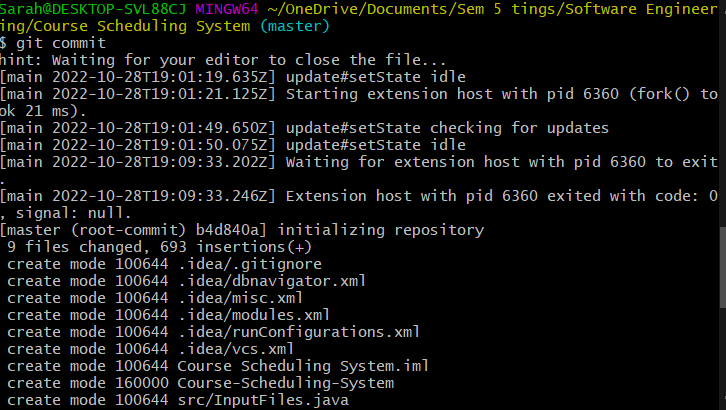 Sarah@DESKTOP-SVL88CJ MINGW64 ~/OneDrive/Documents/Sem 5 tings/Software Engineer
ing/Course Scheduling System (master)
$ git commit
hint: Waiting for your editor to close the file...
[main 2022-10-28T19:01:19.635Z] update#setState idle
[main 2022-10-28T19:01:21.125Z] Starting extension host with pid 6360 (fork() to
ok 21 ms).
[main 2022-10-28T19:01:49.650Z] update#setState checking for updates
[main 2022-10-28T19:01:50.075Z] update#setState idle
[main 2022-10-28T19:09:33.202Z] Waiting for extension host with pid 6360 to exit
.
[main 2022-10-28T19:09:33.246Z] Extension host with pid 6360 exited with code: 0
, signal: null.
[master (root-commit) b4d840a] initializing repository
 9 files changed, 693 insertions(+)
 create mode 100644 .idea/.gitignore
 create mode 100644 .idea/dbnavigator.xml
 create mode 100644 .idea/misc.xml
 create mode 100644 .idea/modules.xml
 create mode 100644 .idea/runConfigurations.xml
 create mode 100644 .idea/vcs.xml
 create mode 100644 Course Scheduling System.iml
 create mode 160000 Course-Scheduling-System
 create mode 100644 src/InputFiles.java